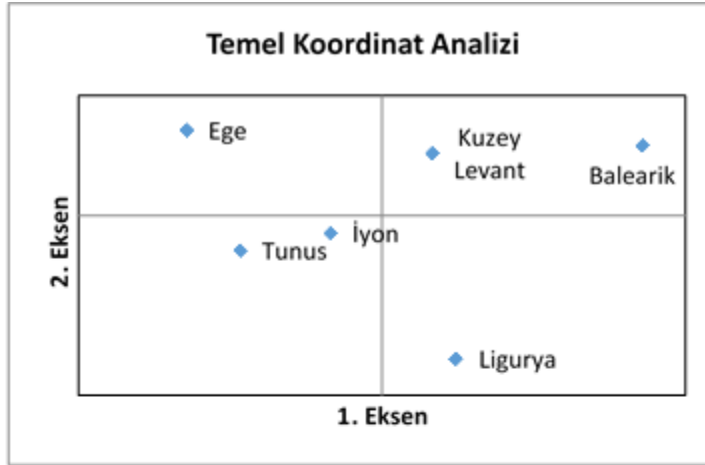 Temel Koordinat Analizi
Ege
Kuzey
Levant
Balearik
İyon
Tunus
2. Eksen
Ligurya
1. Eksen